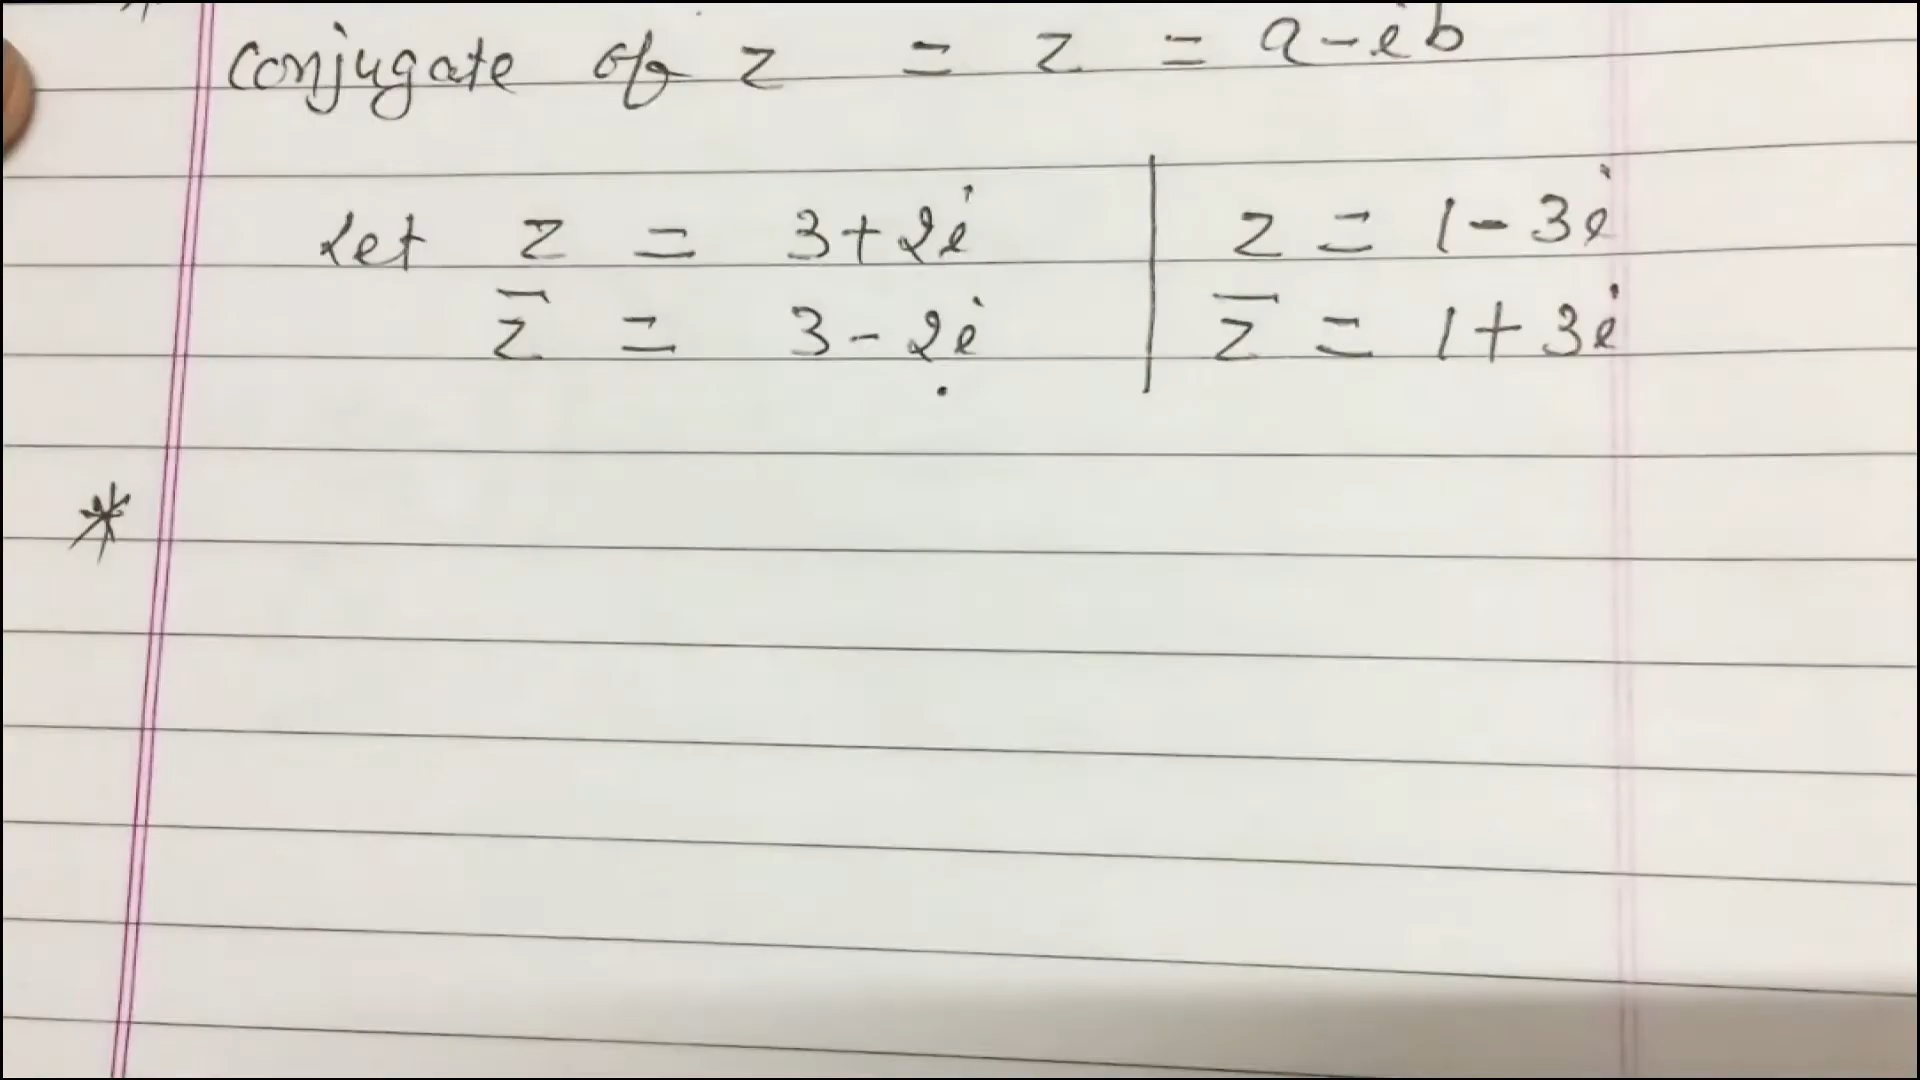 *
conjugate of z = z = a-ib
let z = 3+2i | z = 1-3i
z̅ = 3-2i | z̅ = 1+3i
*